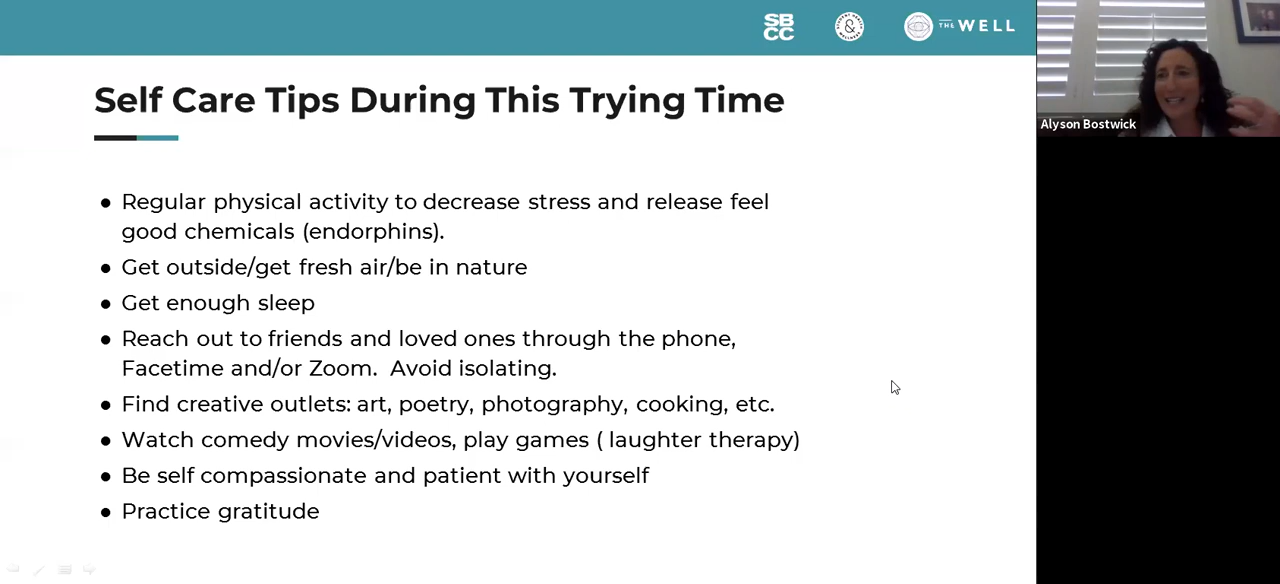 SB
CC
&
THE WELL
Self Care Tips During This Trying Time
● Regular physical activity to decrease stress and release feel
good chemicals (endorphins).
● Get outside/get fresh air/be in nature
● Get enough sleep
● Reach out to friends and loved ones through the phone,
Facetime and/or Zoom.  Avoid isolating.
● Find creative outlets: art, poetry, photography, cooking, etc.
● Watch comedy movies/videos, play games ( laughter therapy)
● Be self compassionate and patient with yourself
● Practice gratitude
Alyson Bostwick